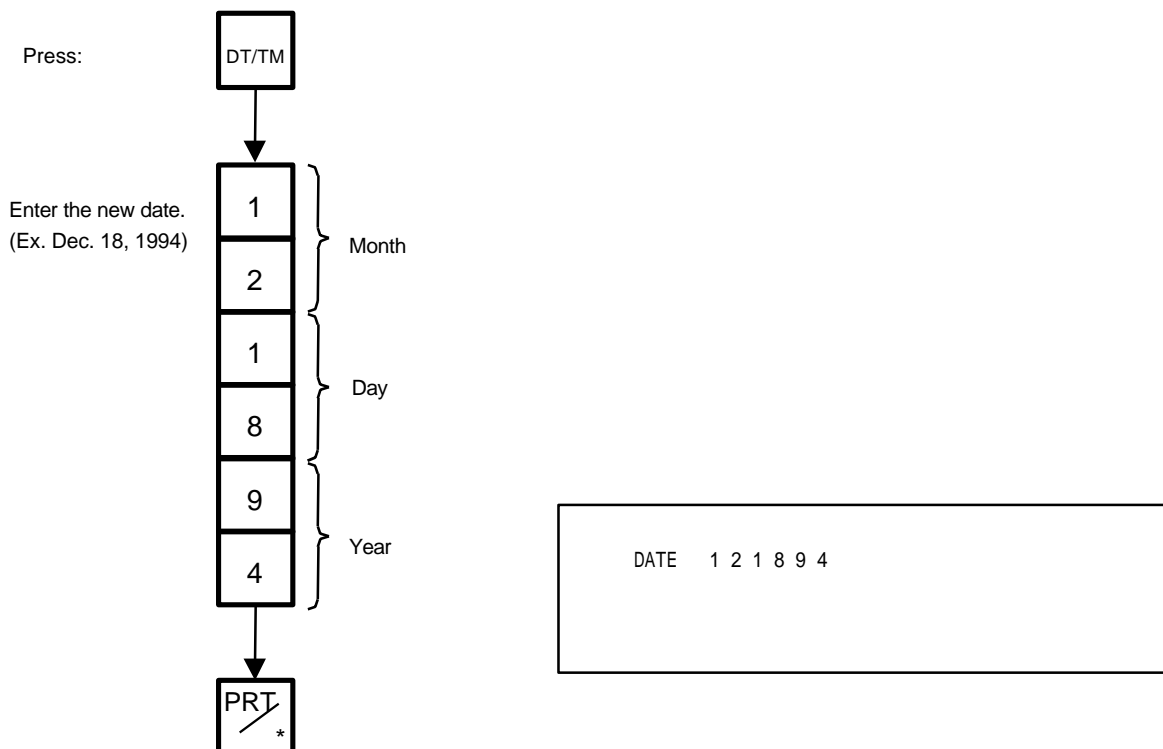 Press:
DT/TM
Enter the new date.
(Ex. Dec. 18, 1994)
1
2
Month
1
8
Day
9
4
Year
DATE 1 2 1 8 9 4
PRT
*